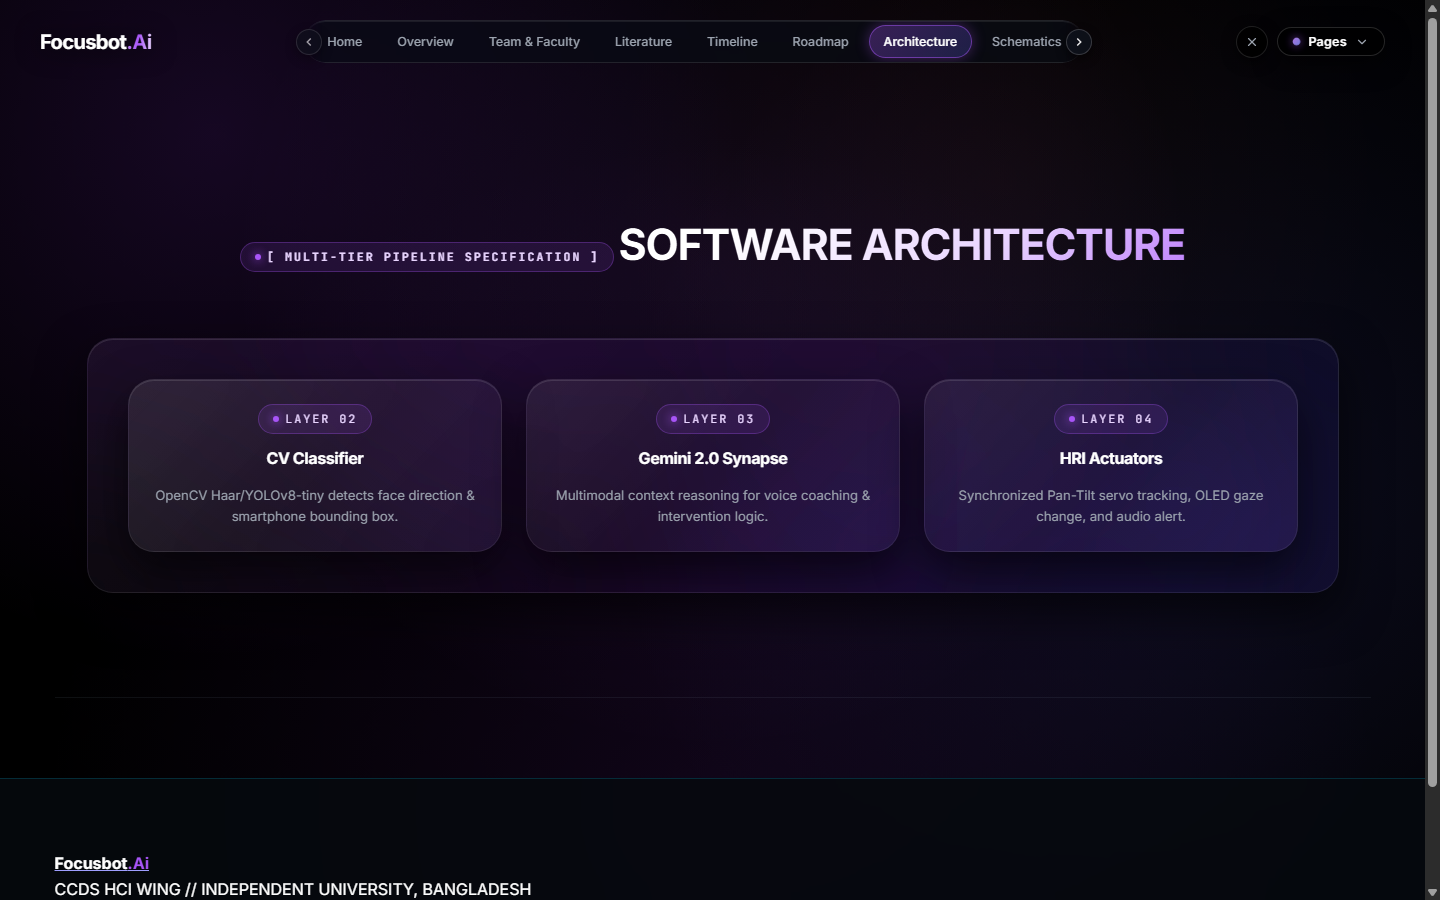 Focusbot.Ai
Home Overview Team & Faculty Literature Timeline Roadmap Architecture Schematics
Pages
[ MULTI-TIER PIPELINE SPECIFICATION ] SOFTWARE ARCHITECTURE
LAYER 02
CV Classifier
OpenCV Haar/YOLOv8-tiny detects face direction &
smartphone bounding box.
LAYER 03
Gemini 2.0 Synapse
Multimodal context reasoning for voice coaching &
intervention logic.
LAYER 04
HRI Actuators
Synchronized Pan-Tilt servo tracking, OLED gaze
change, and audio alert.
Focusbot.Ai
CCDS HCI WING // INDEPENDENT UNIVERSITY, BANGLADESH